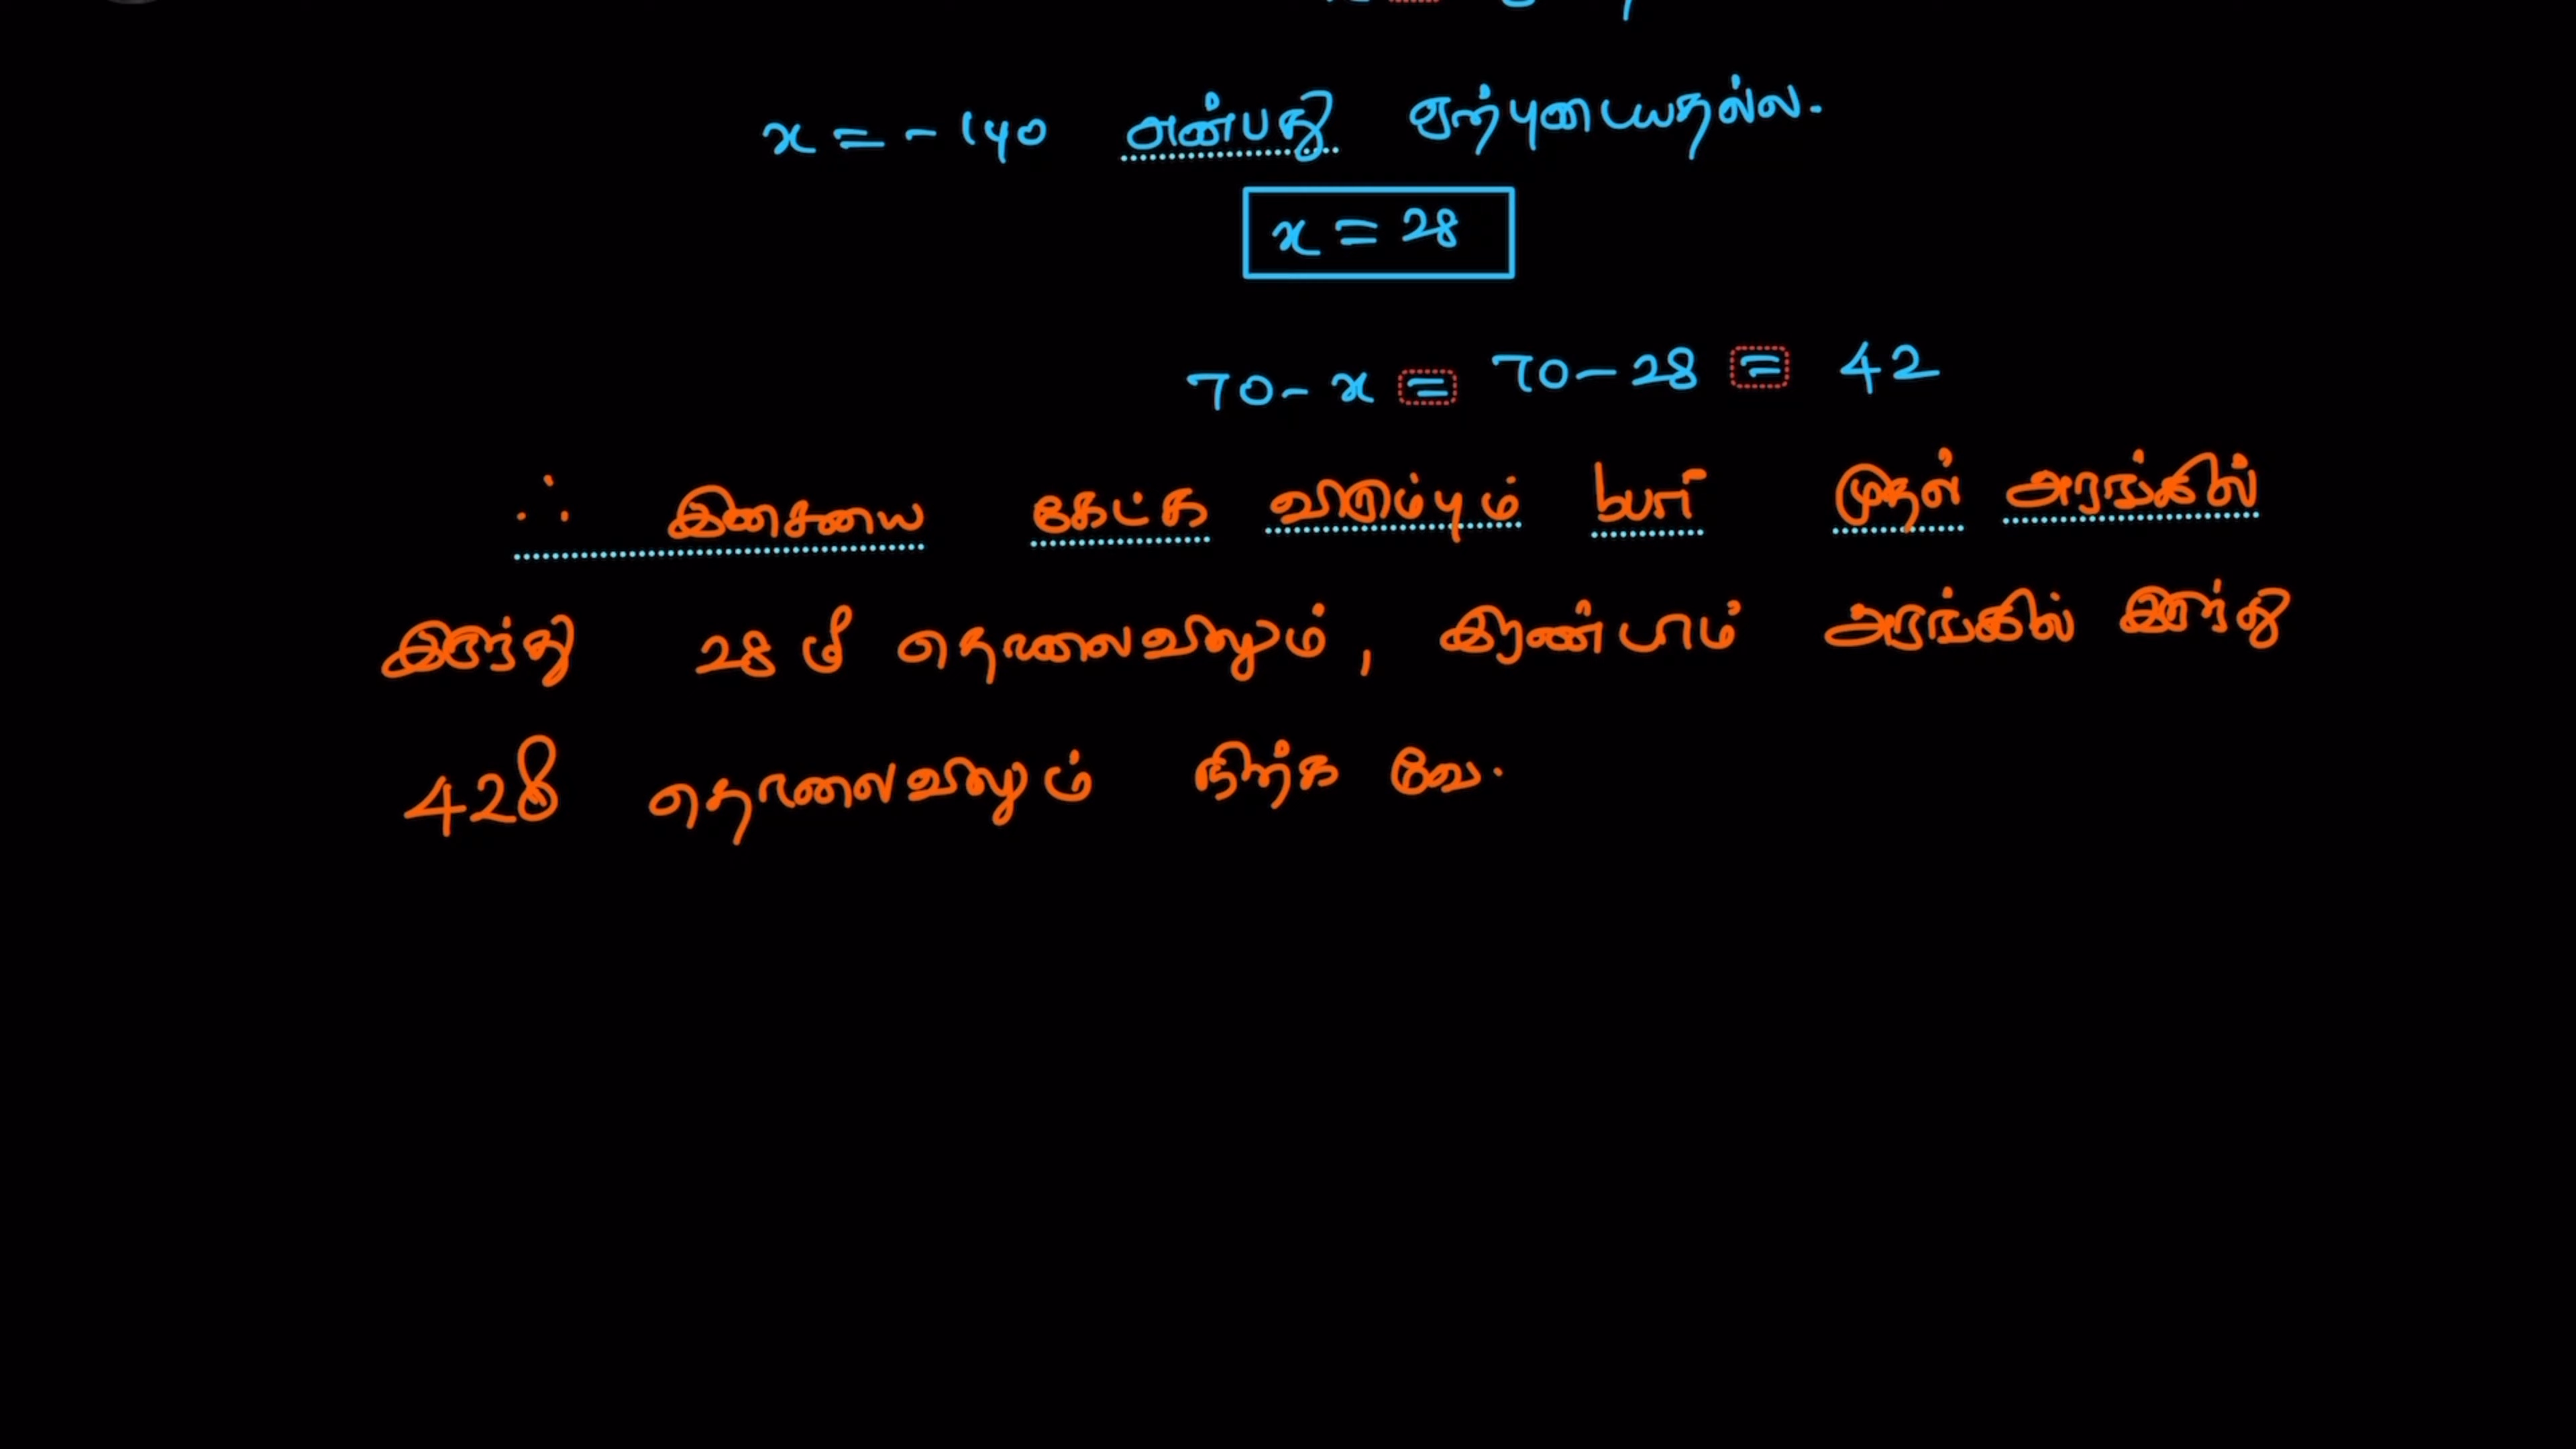 x = -140 என்பது ஏற்புடையதல்ல.
x = 28
70 - x = 70 - 28 = 42
∴ இசையை கேட்க விரும்பும் நபர் முதல் அரங்கில்
இருந்து 28 மீ தொலைவிலும், இரண்டாம் அரங்கில் இருந்து
42மீ தொலைவிலும் நிற்க வே.